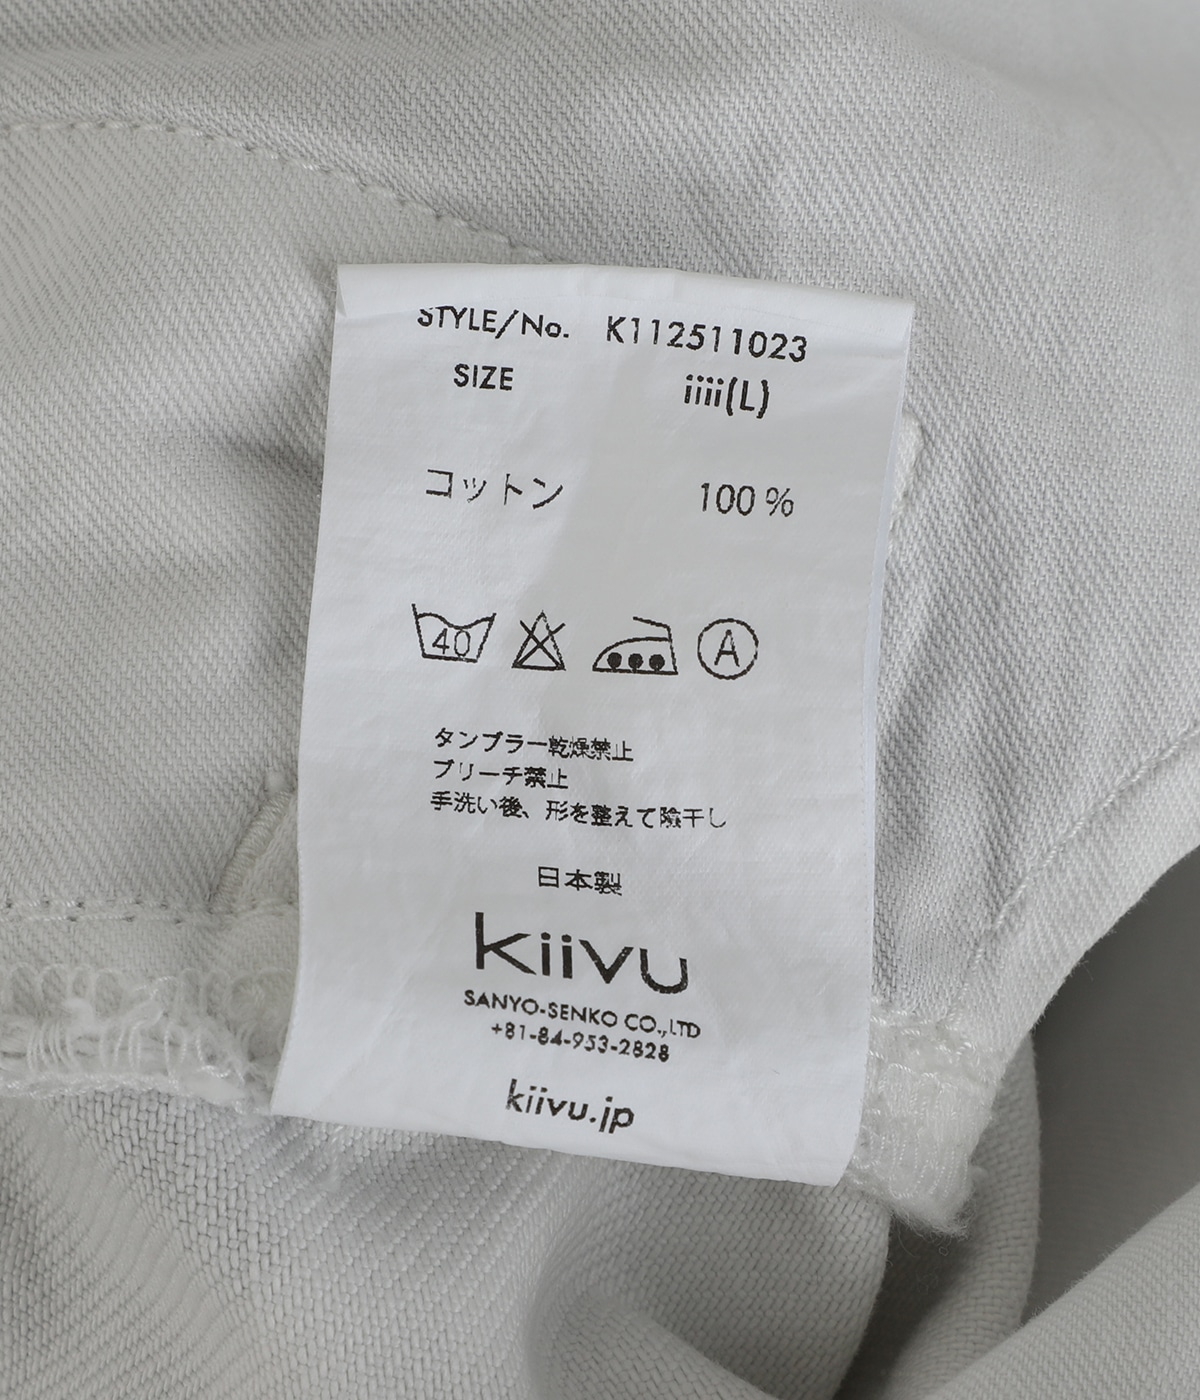 STYLE/No. K112511023
SIZE iiii(L)
コットン 100 %
40 A
タンブラー乾燥禁止
ブリーチ禁止
手洗い後、形を整えて陰干し
日本製
kiivu
SANYO-SENKO CO.,LTD
+81-84-953-2828
kiivu.jp